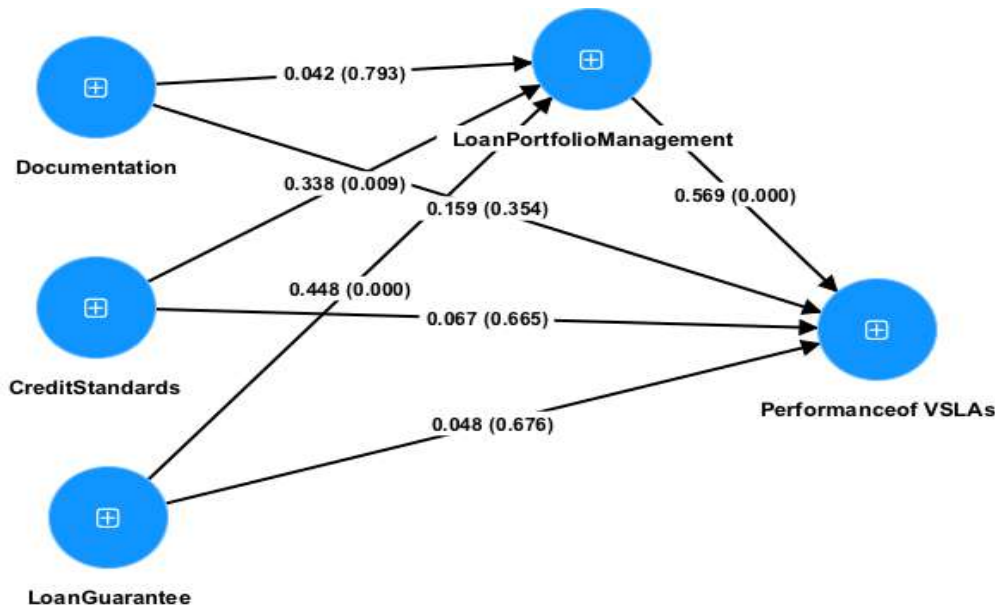 0.042 (0.793)
LoanPortfolioManagement
Documentation
0.338 (0.009)
0.569 (0.000)
0.159 (0.354)
0.448 (0.000)
0.067 (0.665)
CreditStandards
Performanceof VSLAs
0.048 (0.676)
LoanGuarantee